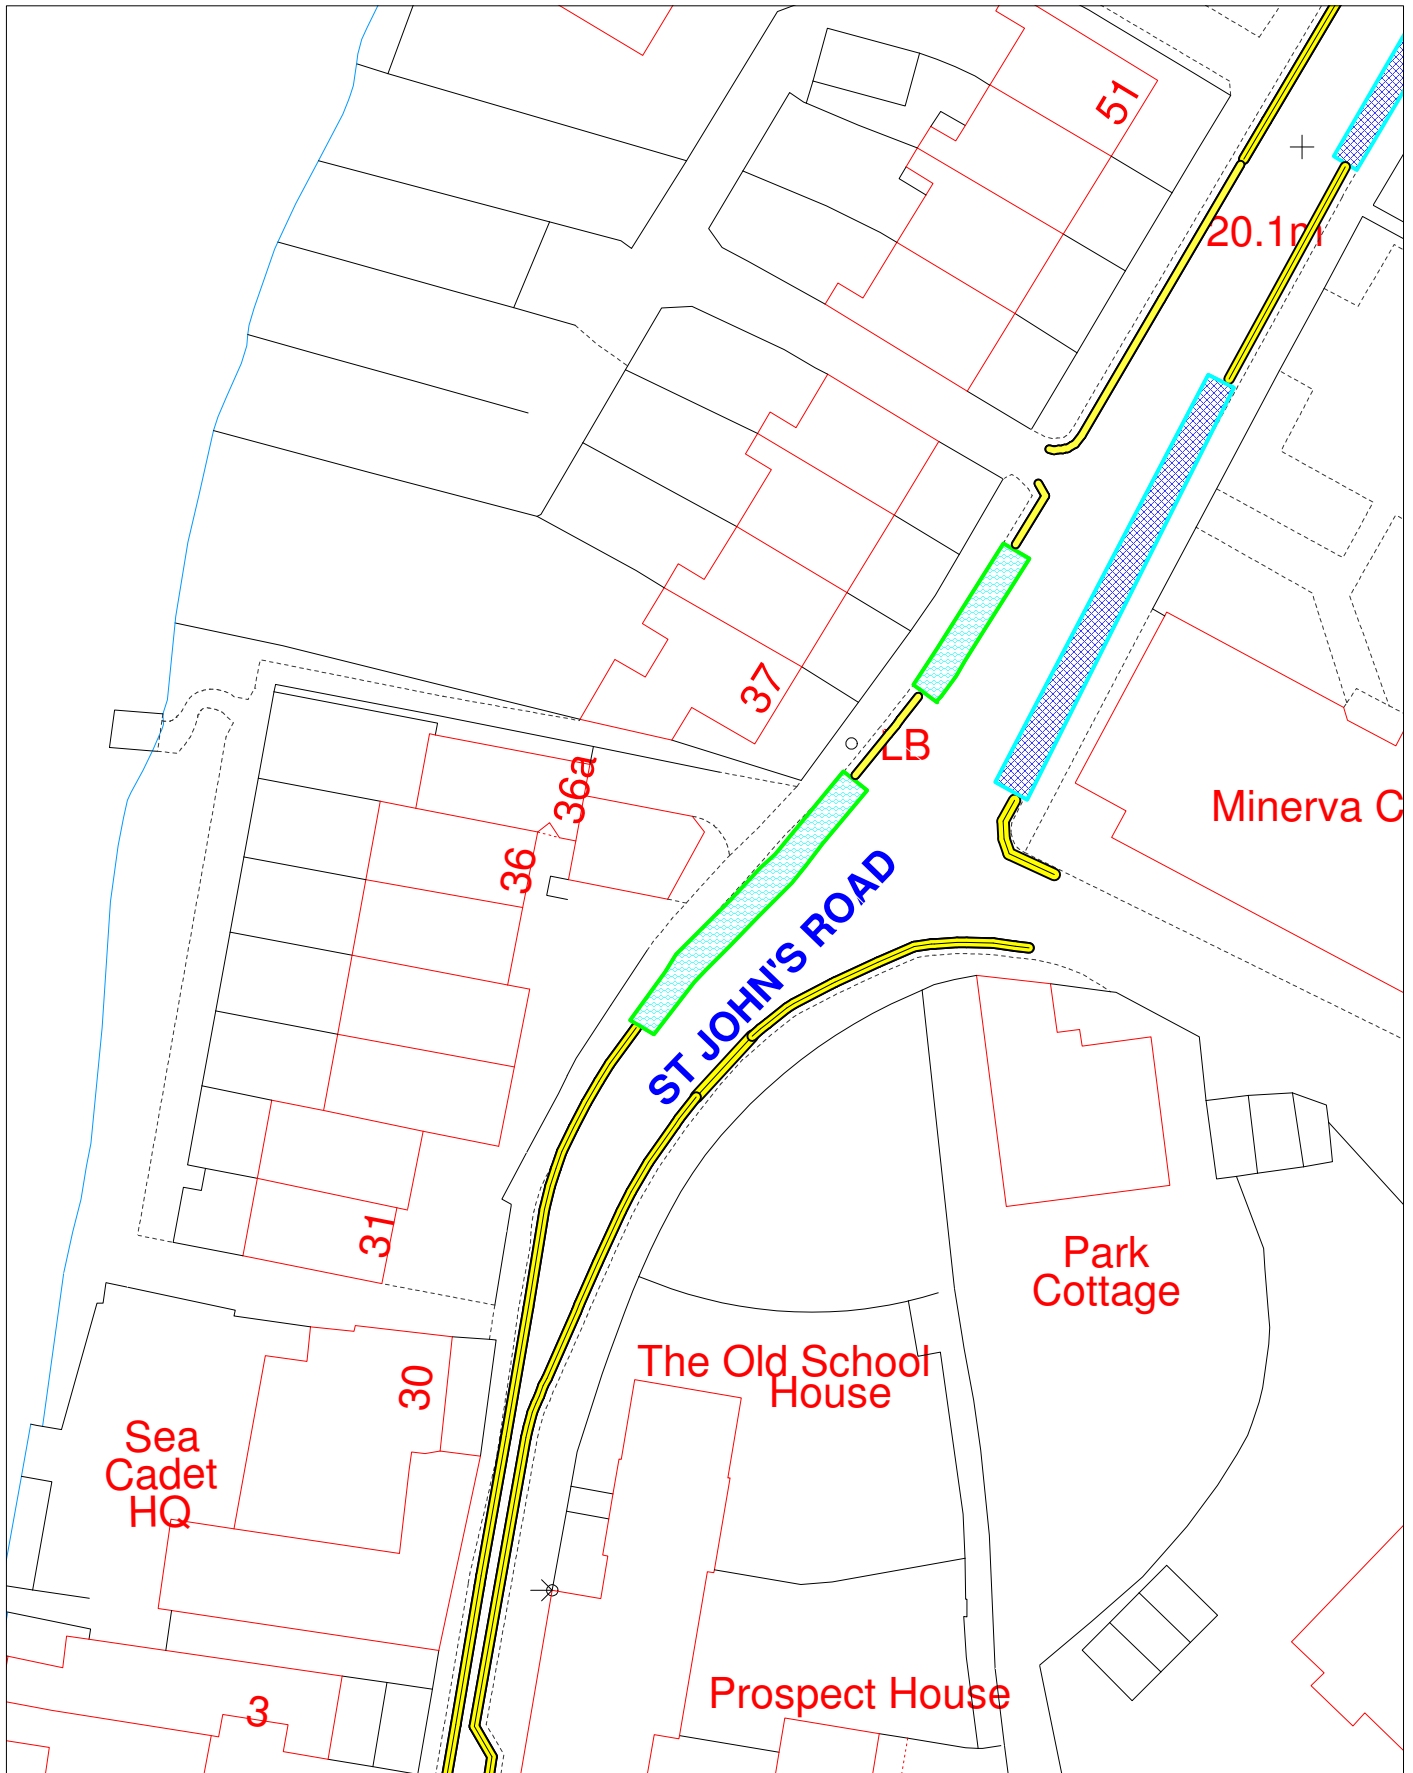 51
20.1m
37
LB
36a
Minerva C
36
ST JOHN'S ROAD
31
Park
Cottage
The Old School
House
30
Sea
Cadet
HQ
Prospect House
3